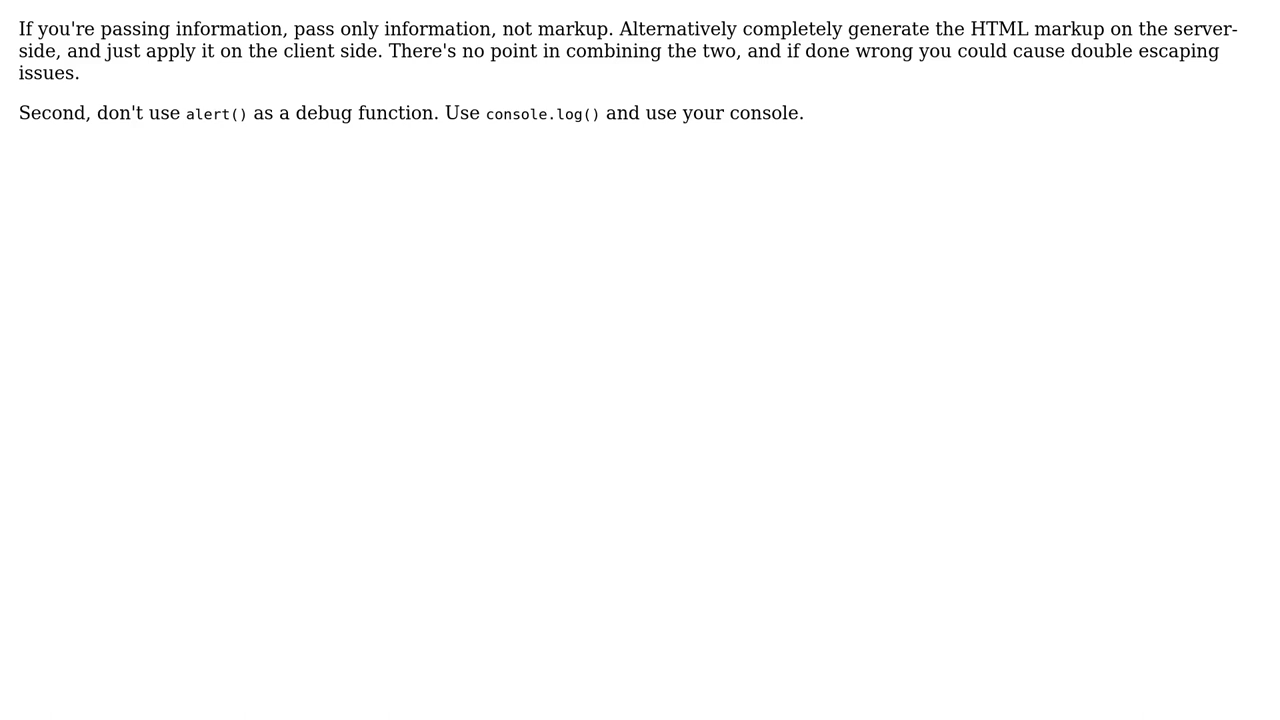 If you're passing information, pass only information, not markup. Alternatively completely generate the HTML markup on the server-
side, and just apply it on the client side. There's no point in combining the two, and if done wrong you could cause double escaping
issues.
Second, don't use alert() as a debug function. Use console.log() and use your console.